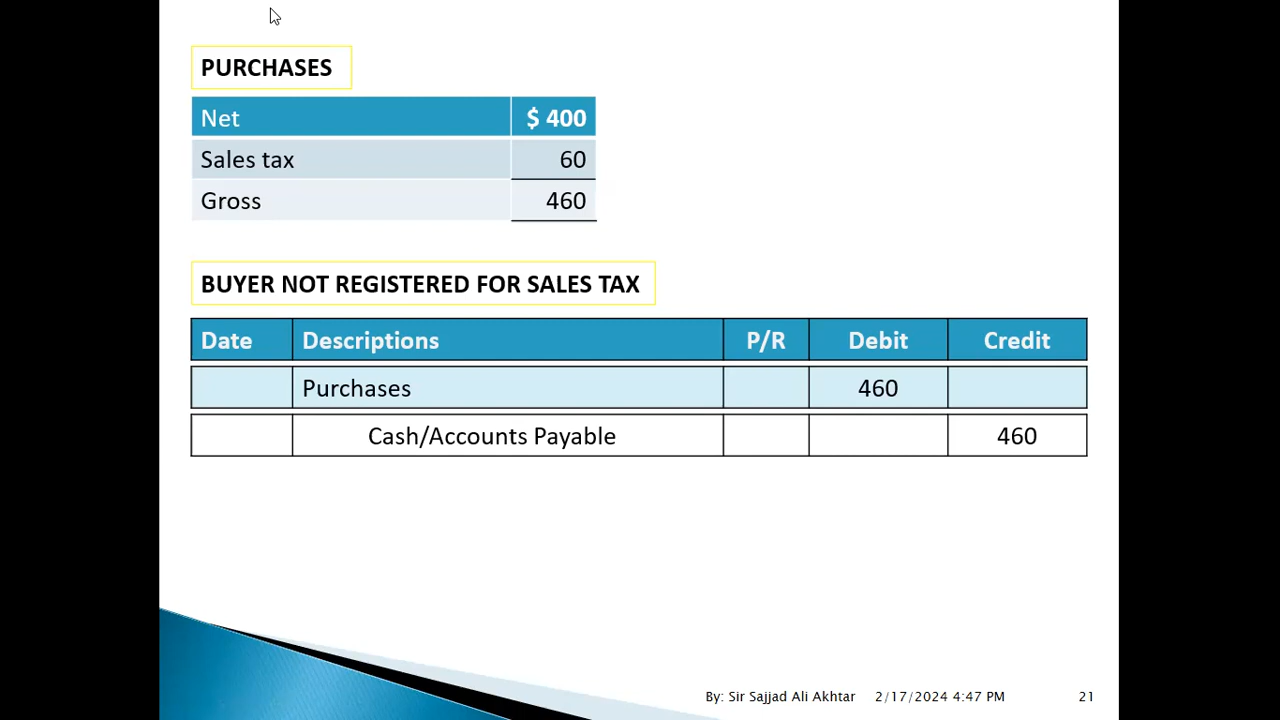 PURCHASES
Net $ 400
Sales tax 60
Gross 460
BUYER NOT REGISTERED FOR SALES TAX
Date Descriptions P/R Debit Credit
Purchases 460
Cash/Accounts Payable 460
By: Sir Sajjad Ali Akhtar 2/17/2024 4:47 PM 21